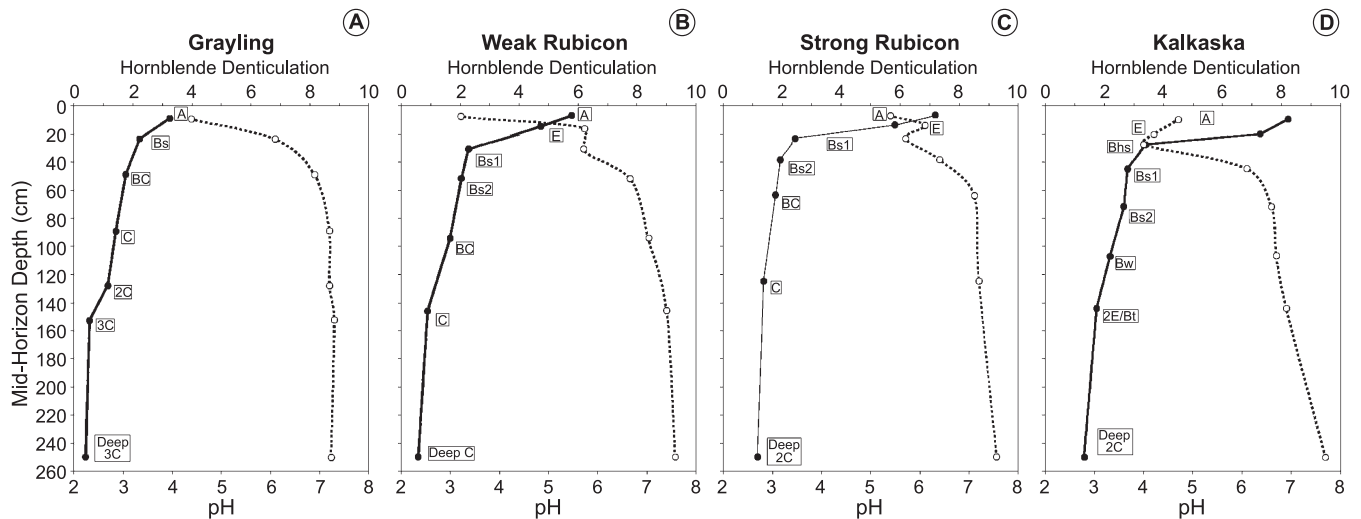 A
Grayling
Hornblende Denticulation
0 2 4 6 8 10
B
Weak Rubicon
Hornblende Denticulation
0 2 4 6 8 10
C
Strong Rubicon
Hornblende Denticulation
0 2 4 6 8 10
D
Kalkaska
Hornblende Denticulation
0 2 4 6 8 10
Mid-Horizon Depth (cm)
0
20
40
60
80
100
120
140
160
180
200
220
240
260
A
Bs
BC
C
2C
3C
Deep
3C
2 3 4 5 6 7 8
pH
A
E
Bs1
Bs2
BC
C
Deep C
2 3 4 5 6 7 8
pH
A
E
Bs1
Bs2
BC
C
Deep
2C
2 3 4 5 6 7 8
pH
A
E
Bhs
Bs1
Bs2
Bw
2E/Bt
Deep
2C
2 3 4 5 6 7 8
pH